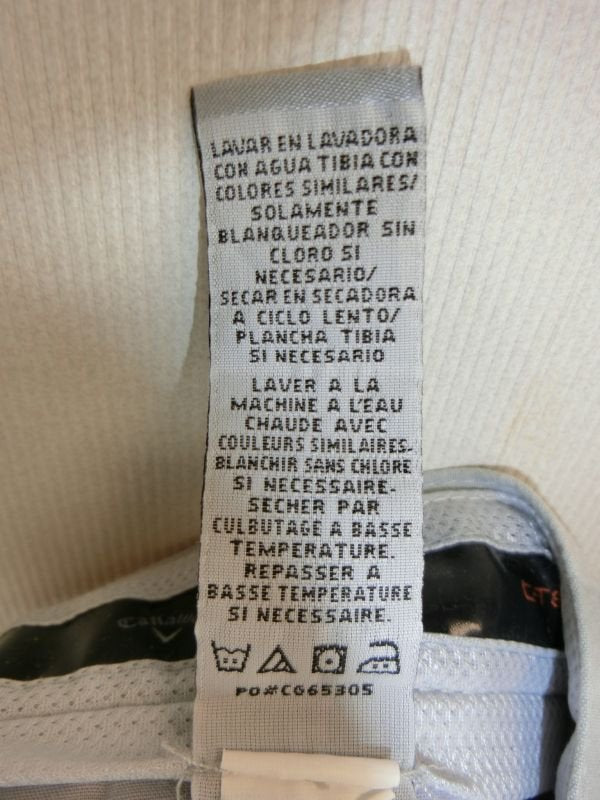 LAVAR EN LAVADORA
CON AGUA TIBIA CON
COLORES SIMILARES/
SOLAMENTE
BLANQUEADOR SIN
CLORO SI
NECESARIO/
SECAR EN SECADORA
A CICLO LENTO/
PLANCHA TIBIA
SI NECESARIO
LAVER A LA
MACHINE A L'EAU
CHAUDE AVEC
COULEURS SIMILAIRES.
BLANCHIR SANS CHLORE
SI NECESSAIRE.
SECHER PAR
CULBUTAGE A BASSE
TEMPERATURE.
REPASSER A
BASSE TEMPERATURE
SI NECESSAIRE.
PO#CG65305